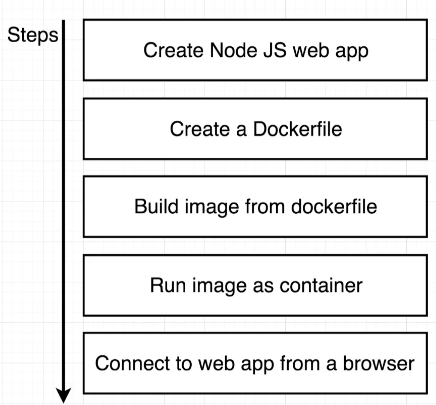 Steps
Create Node JS web app
Create a Dockerfile
Build image from dockerfile
Run image as container
Connect to web app from a browser